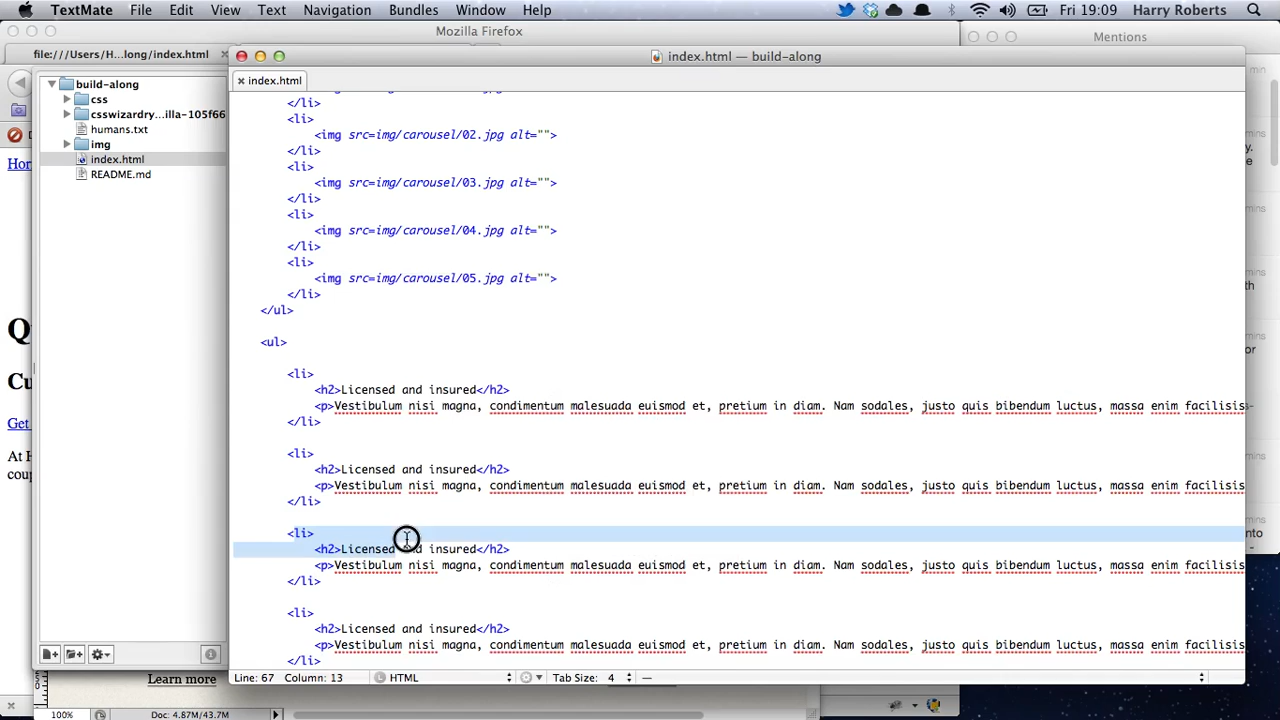 TextMate File Edit View Text Navigation Bundles Window Help Fri 19:09 Harry Roberts
Mozilla Firefox
Mentions
file:///Users/H...long/index.html
index.html — build-along
build-along
css
csswizardry...illa-105f66
humans.txt
img
index.html
README.md
index.html
</li>
<li>
<img src=img/carousel/02.jpg alt="">
</li>
<li>
<img src=img/carousel/03.jpg alt="">
</li>
<li>
<img src=img/carousel/04.jpg alt="">
</li>
<li>
<img src=img/carousel/05.jpg alt="">
</li>
</ul>
<ul>
<li>
<h2>Licensed and insured</h2>
<p>Vestibulum nisi magna, condimentum malesuada euismod et, pretium in diam. Nam sodales, justo quis bibendum luctus, massa enim facilisis
</li>
<li>
<h2>Licensed and insured</h2>
<p>Vestibulum nisi magna, condimentum malesuada euismod et, pretium in diam. Nam sodales, justo quis bibendum luctus, massa enim facilisis
</li>
<li>
<h2>Licensed and insured</h2>
<p>Vestibulum nisi magna, condimentum malesuada euismod et, pretium in diam. Nam sodales, justo quis bibendum luctus, massa enim facilisis
</li>
<li>
<h2>Licensed and insured</h2>
<p>Vestibulum nisi magna, condimentum malesuada euismod et, pretium in diam. Nam sodales, justo quis bibendum luctus, massa enim facilisis
</li>
Line: 67 Column: 13 HTML Tab Size: 4 —
Hor
Q
Cu
Get
At H
coup
Learn more
100% Doc: 4.87M/43.7M